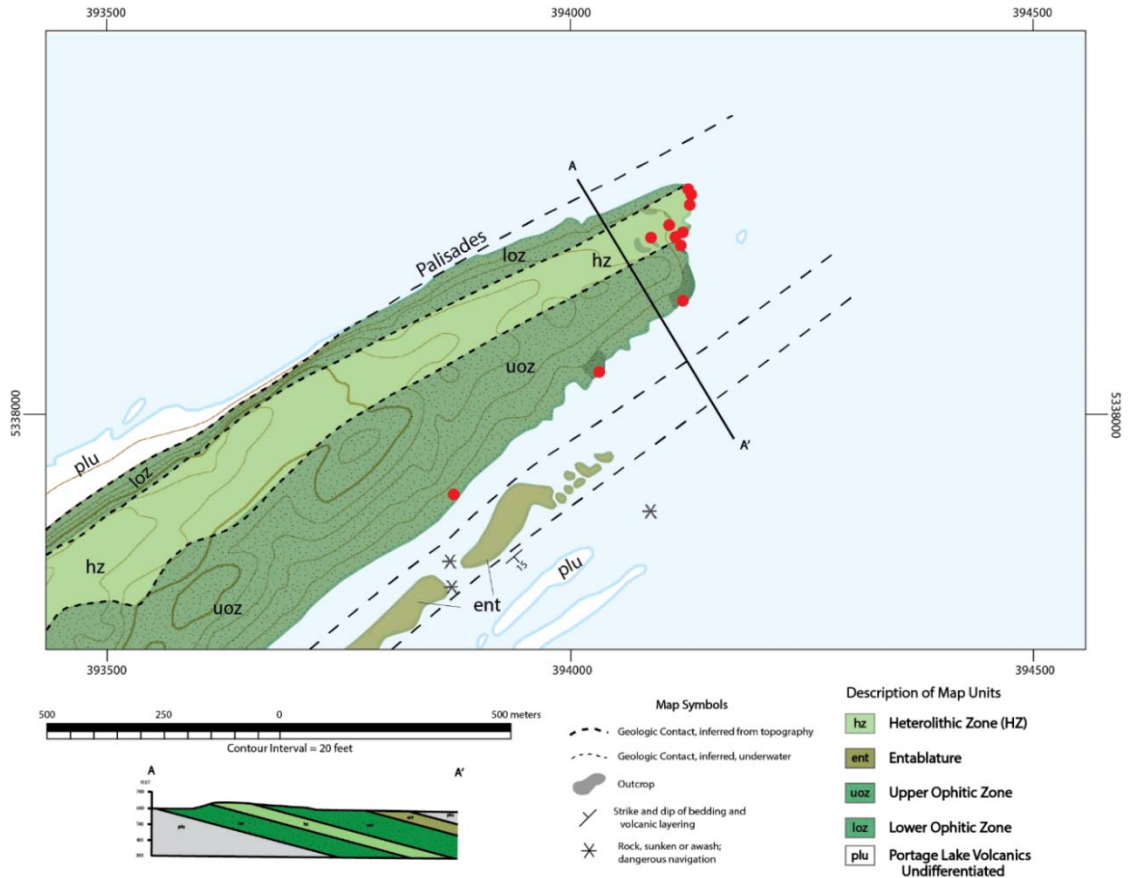 393500 394000 394500
A
Palisades
loz
hz
uoz
5338000 5338000
A'
plu
loz
hz
plu
15
ent
uoz
393500 394000 394500
500 250 0 500 meters
Contour Interval = 20 feet
A A'
Map Symbols
Geologic Contact, inferred from topography
Geologic Contact, inferred, underwater
Outcrop
Strike and dip of bedding and
volcanic layering
Rock, sunken or awash;
dangerous navigation
Description of Map Units
hz Heterolithic Zone (HZ)
ent Entablature
uoz Upper Ophitic Zone
loz Lower Ophitic Zone
plu Portage Lake Volcanics
Undifferentiated